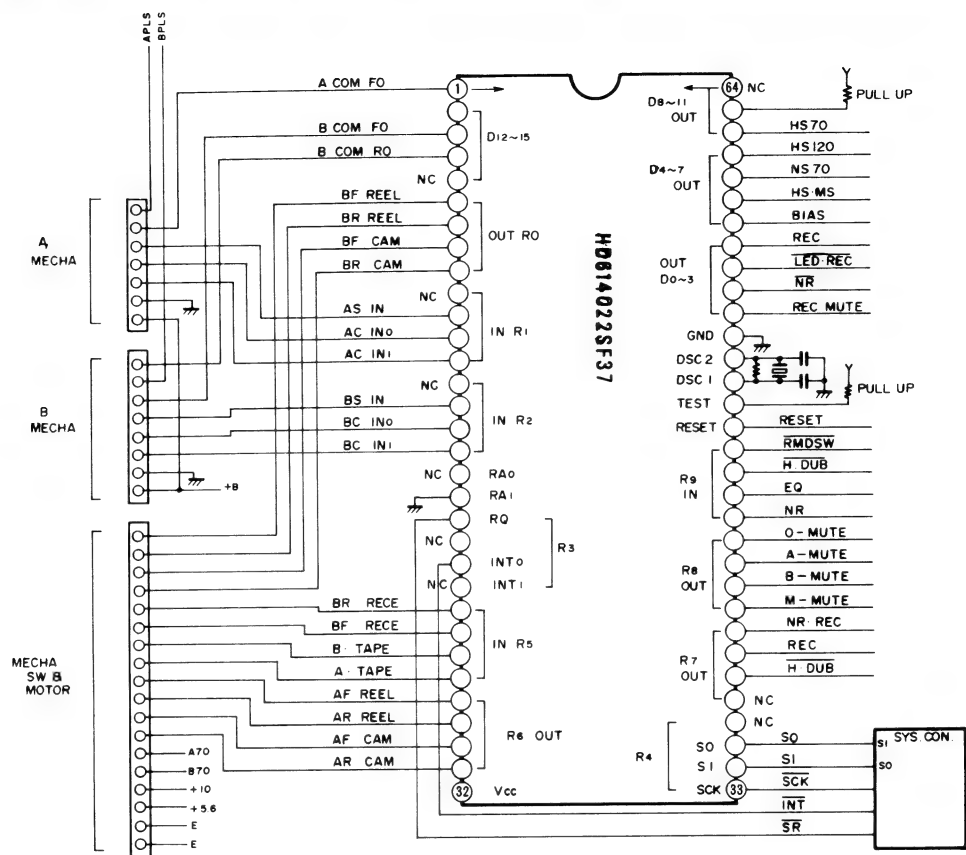 APLS
BPLS
A COM FO
B COM FO
B COM RO
NC
BF REEL
BR REEL
BF CAM
BR CAM
NC
AS IN
AC IN0
AC IN1
NC
BS IN
BC IN0
BC IN1
NC
NC
NC
BR RECE
BF RECE
B · TAPE
A · TAPE
AF REEL
AR REEL
AF CAM
AR CAM
A MECHA
B MECHA
+B
MECHA SW & MOTOR
A70
B70
+10
+5.6
E
E
1
D12~15
OUT R0
IN R1
IN R2
RA0
RA1
RQ
INT0
INT1
R3
IN R5
R6 OUT
32
Vcc
HD614022SF37
64
NC
PULL UP
D8~11
OUT
HS70
HS120
D4~7
OUT
NS70
HS·MS
BIAS
OUT
D0~3
REC
LED·REC
NR
REC MUTE
GND
DSC 2
DSC 1
TEST
PULL UP
RESET
RESET
RMDSW
R9
IN
H. DUB
EQ
NR
R8
OUT
O-MUTE
A-MUTE
B-MUTE
M-MUTE
R7
OUT
NR·REC
REC
H·DUB
NC
NC
R4
SO
SI
SCK
33
SO
SI
SCK
INT
SR
SYS. CON.
SI
SO